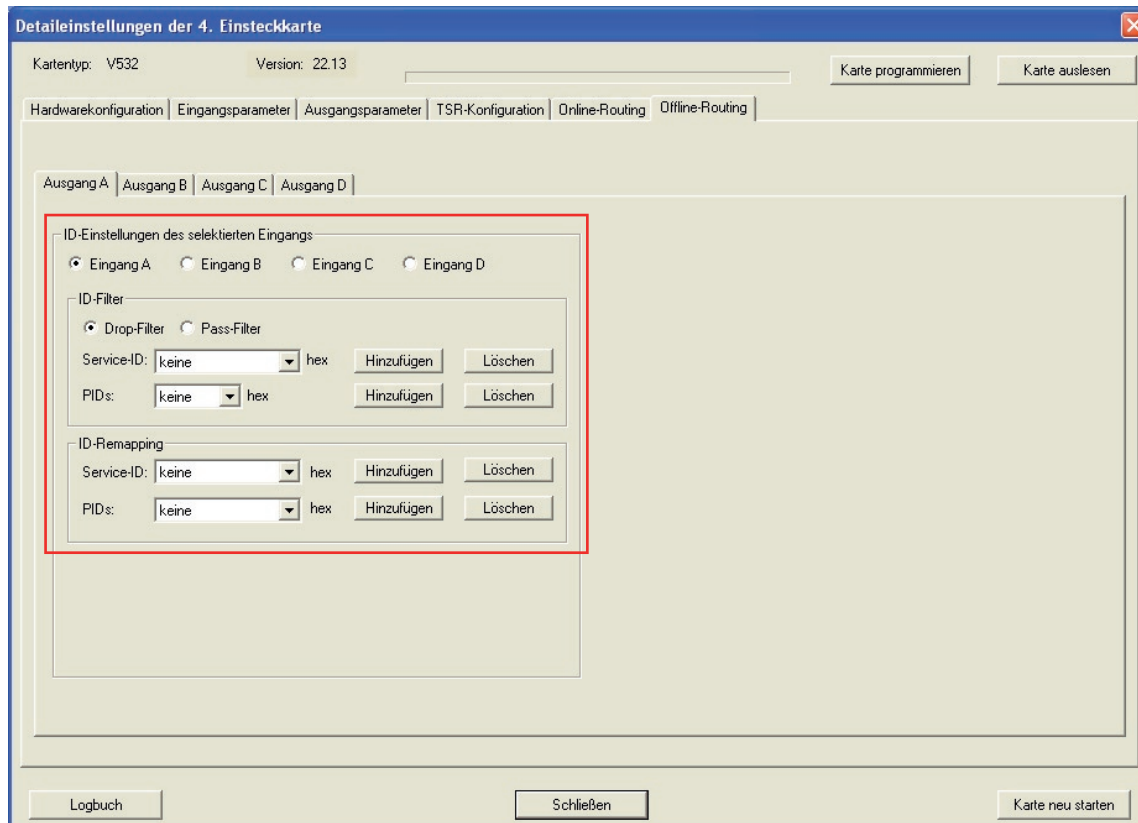 Detaileinstellungen der 4. Einsteckkarte
Kartentyp: V532 Version: 22.13 Karte programmieren Karte auslesen
Hardwarekonfiguration Eingangsparameter Ausgangsparameter TSR-Konfiguration Online-Routing Offline-Routing
Ausgang A Ausgang B Ausgang C Ausgang D
ID-Einstellungen des selektierten Eingangs
Eingang A Eingang B Eingang C Eingang D
ID-Filter
Drop-Filter Pass-Filter
Service-ID: keine hex Hinzufügen Löschen
PIDs: keine hex Hinzufügen Löschen
ID-Remapping
Service-ID: keine hex Hinzufügen Löschen
PIDs: keine hex Hinzufügen Löschen
Logbuch Schließen Karte neu starten